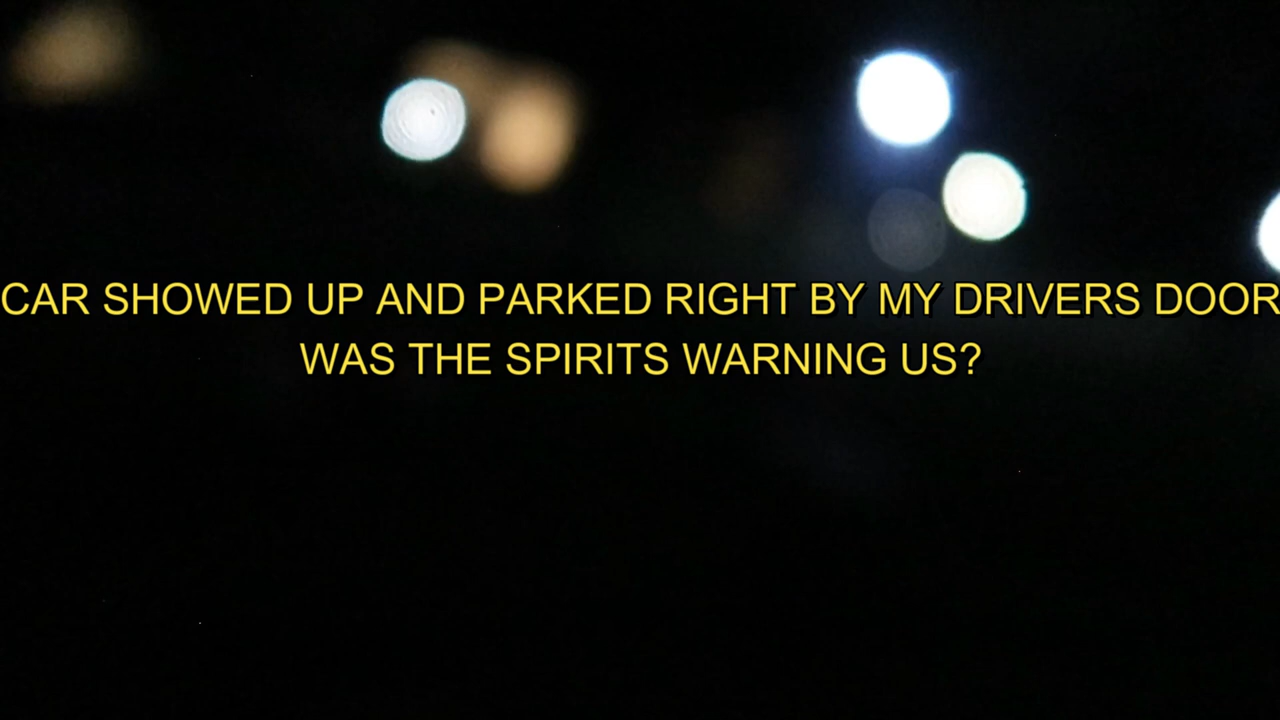 CAR SHOWED UP AND PARKED RIGHT BY MY DRIVERS DOOR
WAS THE SPIRITS WARNING US?